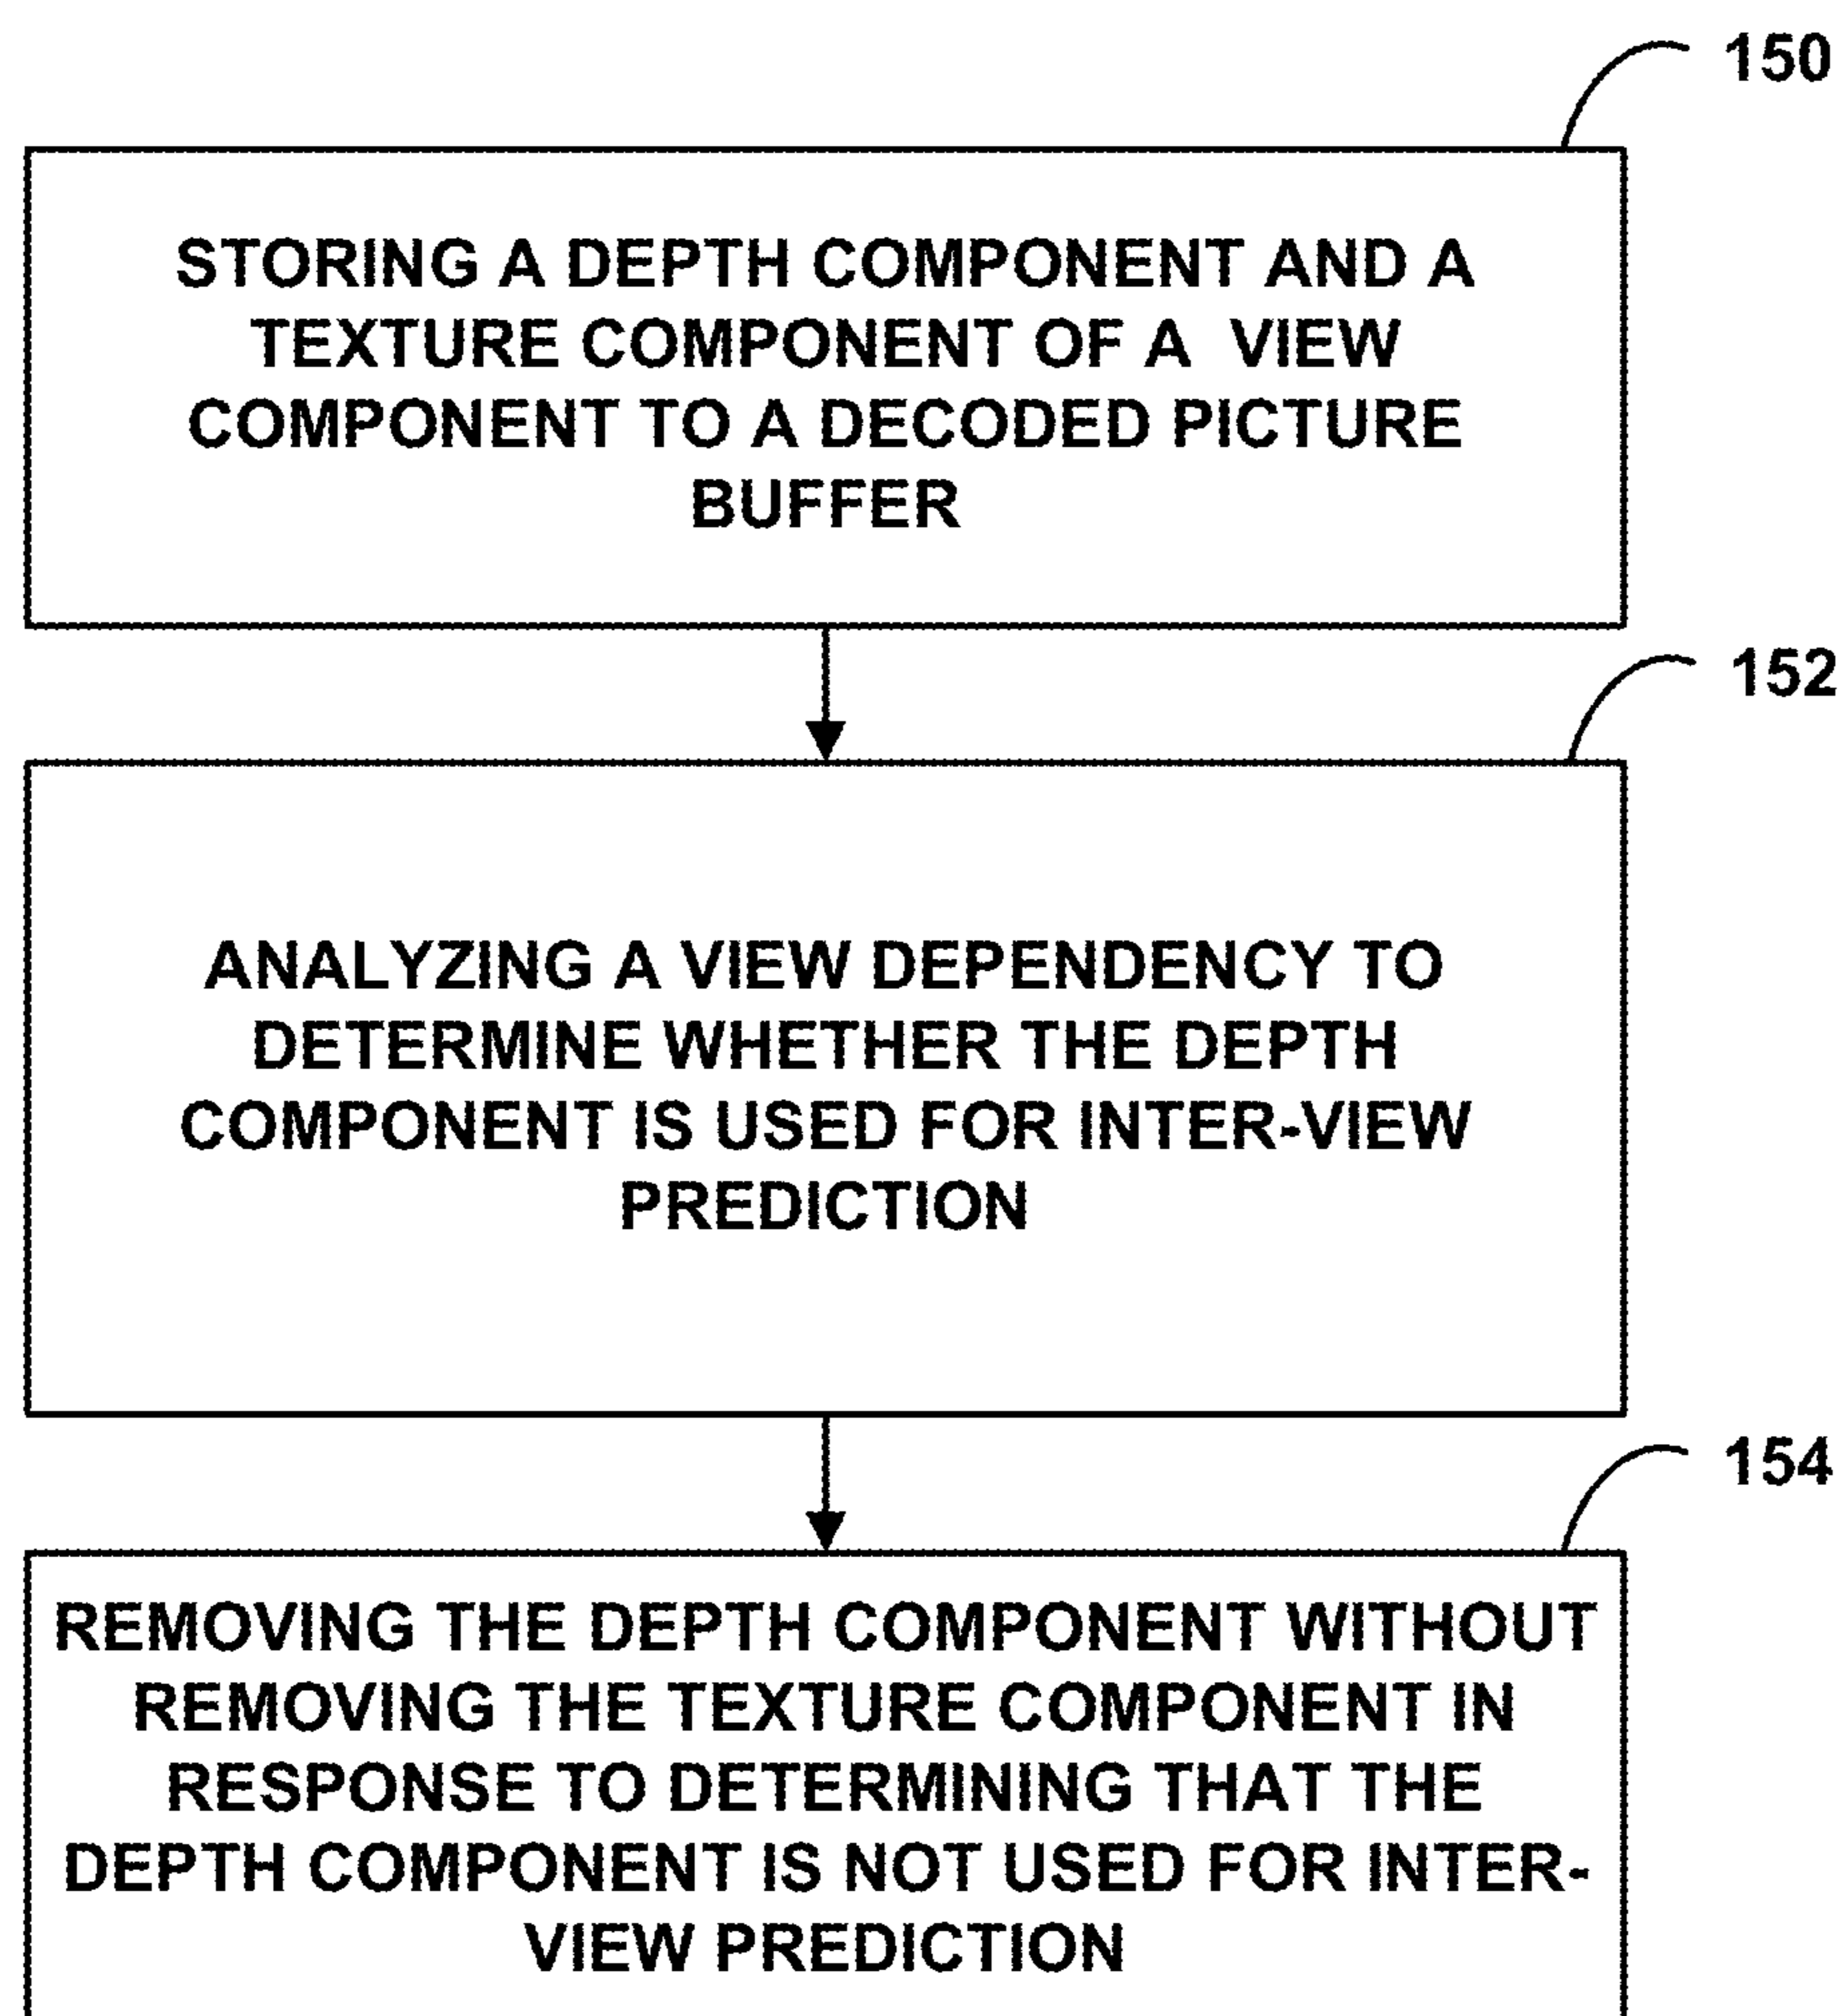 150
STORING A DEPTH COMPONENT AND A
TEXTURE COMPONENT OF A VIEW
COMPONENT TO A DECODED PICTURE
BUFFER
152
ANALYZING A VIEW DEPENDENCY TO
DETERMINE WHETHER THE DEPTH
COMPONENT IS USED FOR INTER-VIEW
PREDICTION
154
REMOVING THE DEPTH COMPONENT WITHOUT
REMOVING THE TEXTURE COMPONENT IN
RESPONSE TO DETERMINING THAT THE
DEPTH COMPONENT IS NOT USED FOR INTER-
VIEW PREDICTION